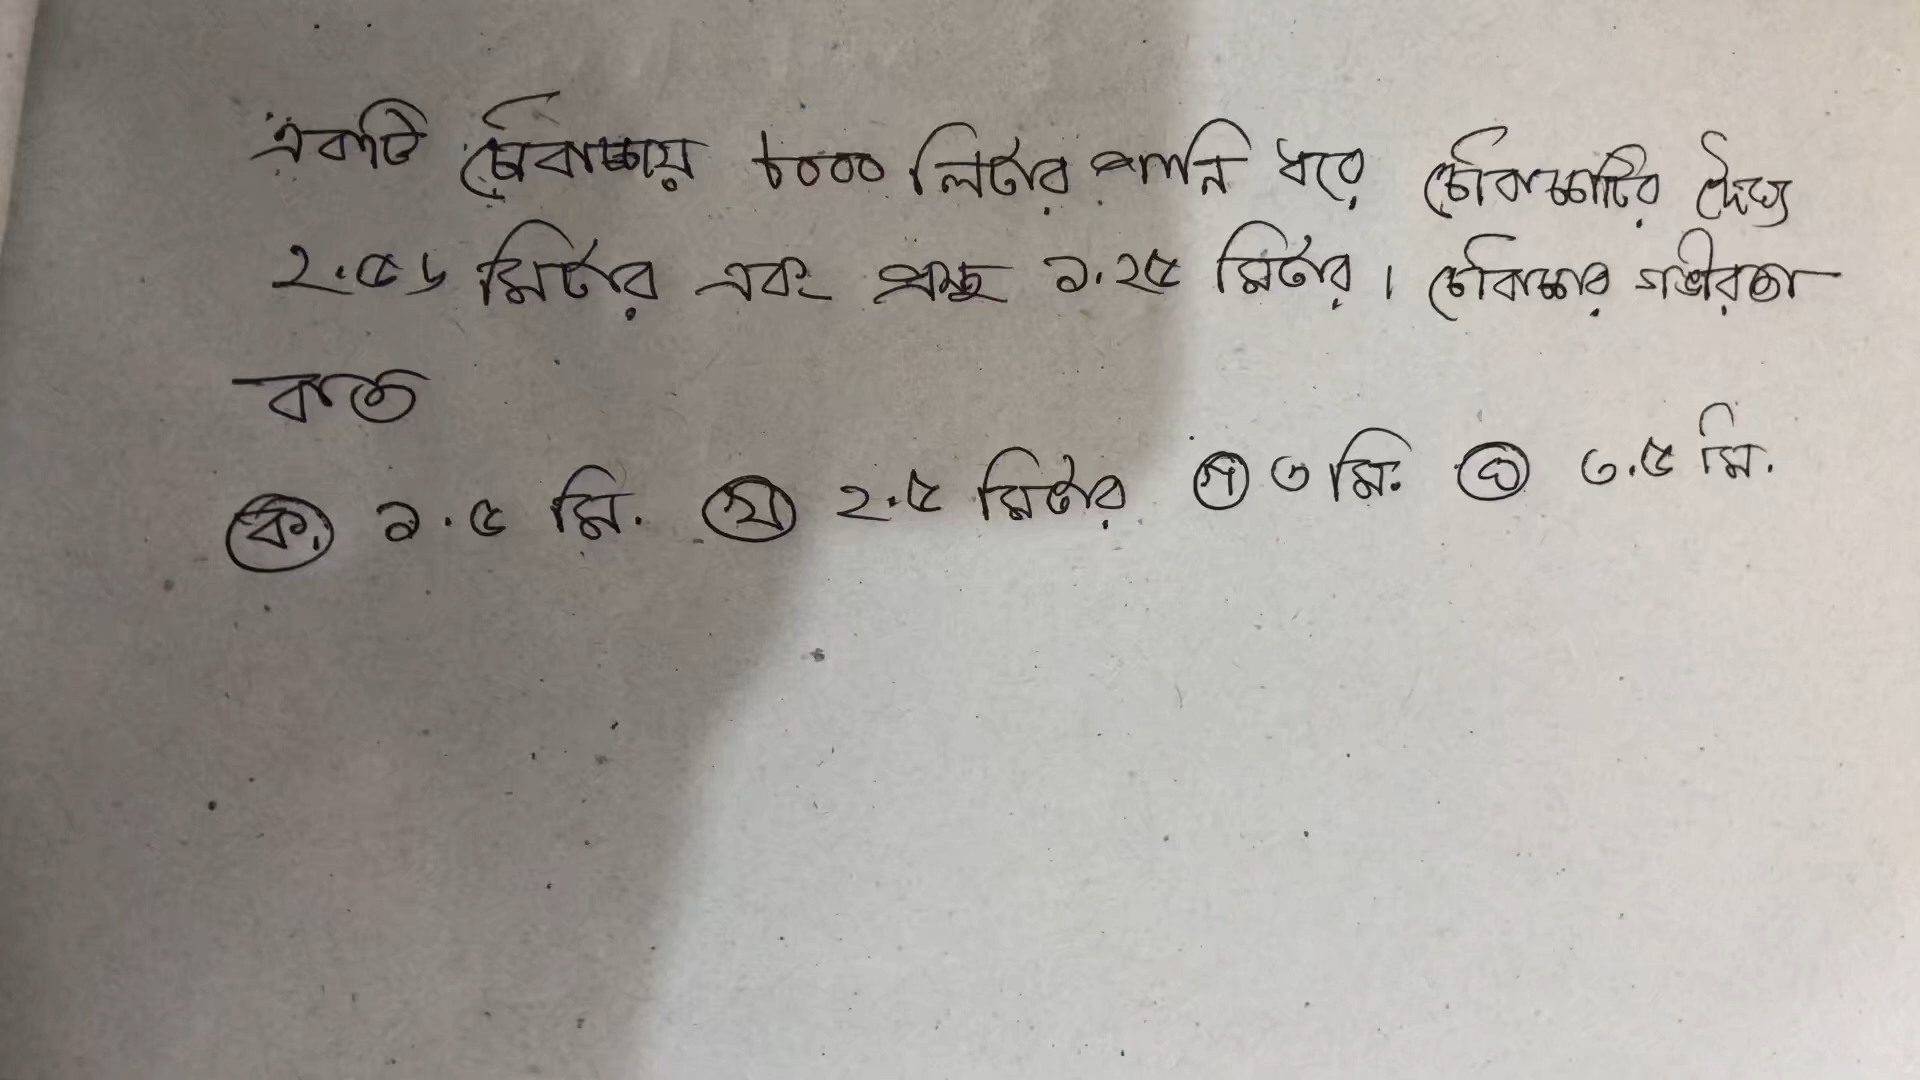 একটি চৌবাচ্চায় ৮০০০ লিটার পানি ধরে চৌবাচ্চাটির দৈর্ঘ্য
২.৫৬ মিটার এবং প্রস্থ ১.২৫ মিটার। চৌবাচ্চার গভীরতা
কত
ক. ১.৫ মি. খ ২.৫ মিটার গ ৩ মি. ঘ ৩.৫ মি.